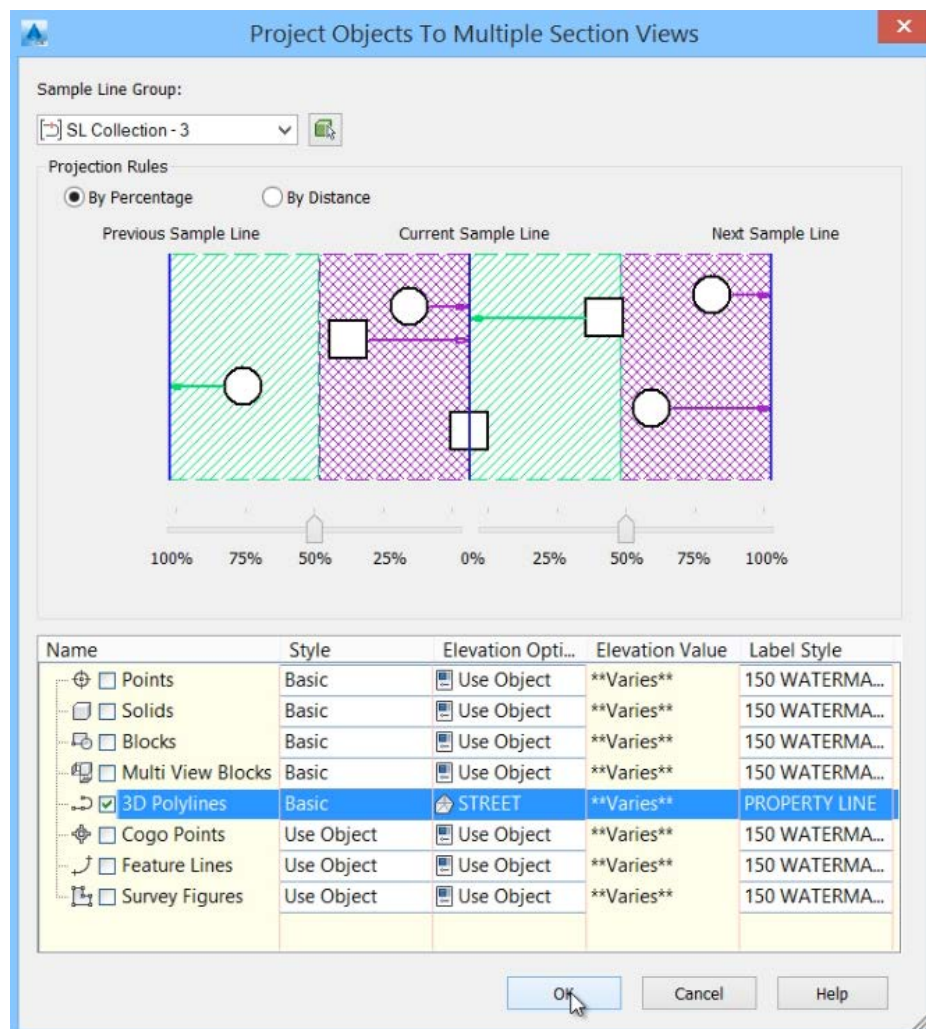 Project Objects To Multiple Section Views
Sample Line Group:
SL Collection - 3
Projection Rules
By Percentage By Distance
Previous Sample Line Current Sample Line Next Sample Line
100% 75% 50% 25% 0% 25% 50% 75% 100%
Name Style Elevation Opti... Elevation Value Label Style
Points Basic Use Object **Varies** 150 WATERMA...
Solids Basic Use Object **Varies** 150 WATERMA...
Blocks Basic Use Object **Varies** 150 WATERMA...
Multi View Blocks Basic Use Object **Varies** 150 WATERMA...
3D Polylines Basic STREET **Varies** PROPERTY LINE
Cogo Points Use Object Use Object **Varies** 150 WATERMA...
Feature Lines Use Object Use Object **Varies** 150 WATERMA...
Survey Figures Use Object Use Object **Varies** 150 WATERMA...
OK Cancel Help